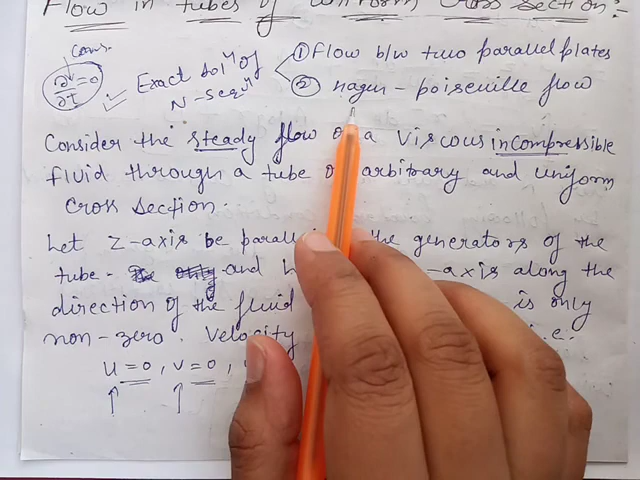 Flow in tubes of uniform cross section:-
Cons.
∂v/∂t = 0
Exact solⁿ of
N-S eqⁿ
① Flow b/w two parallel plates
② hagen - poiseuille flow
Consider the steady flow of a viscous incompressible
fluid through a tube of arbitrary and uniform
cross section.
Let z-axis be the generators of the
tube. and -axis along the
direction of the fluid is only
non-zero. Velocity i.e.
u = 0, v = 0,